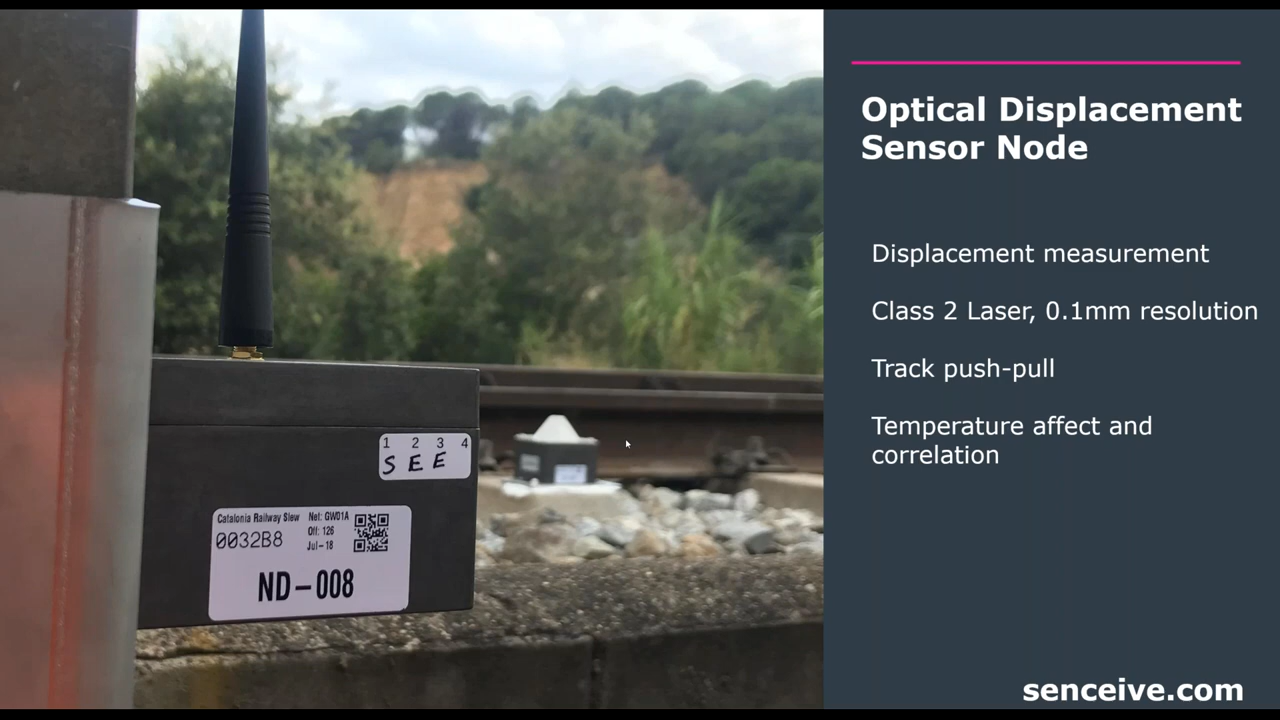 Optical Displacement
Sensor Node
Displacement measurement
Class 2 Laser, 0.1mm resolution
Track push-pull
Temperature affect and
correlation
senceive.com
1 2 3 4
S E E
Catalonia Railway Slew Net: GW01A
0032B8 Off: 126
Jul-18
ND-008